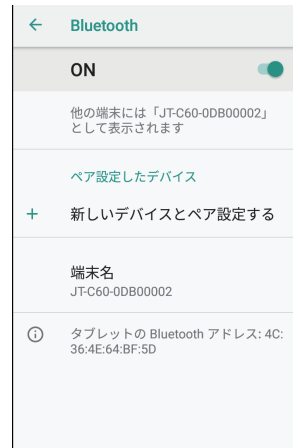 Bluetooth
ON
他の端末には「JT-C60-0DB00002」
として表示されます
ペア設定したデバイス
新しいデバイスとペア設定する
端末名
JT-C60-0DB00002
タブレットの Bluetooth アドレス: 4C:
36:4E:64:BF:5D